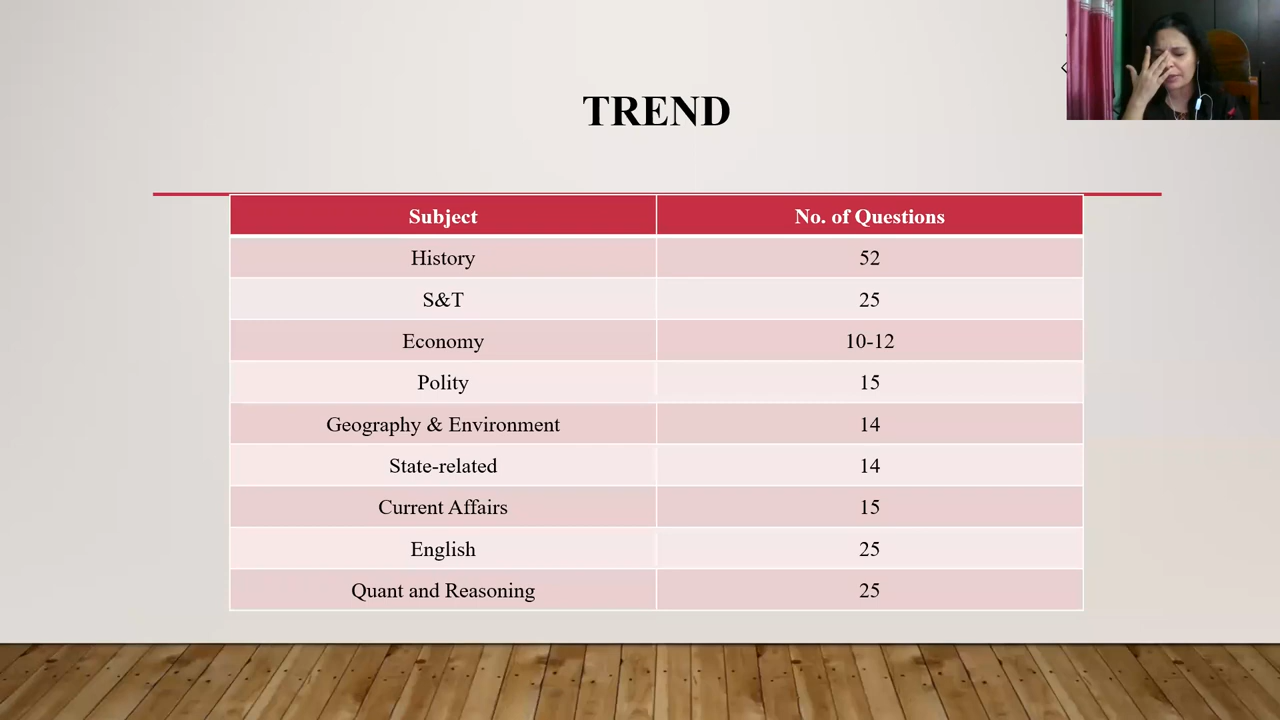 TREND
Subject No. of Questions
History 52
S&T 25
Economy 10-12
Polity 15
Geography & Environment 14
State-related 14
Current Affairs 15
English 25
Quant and Reasoning 25